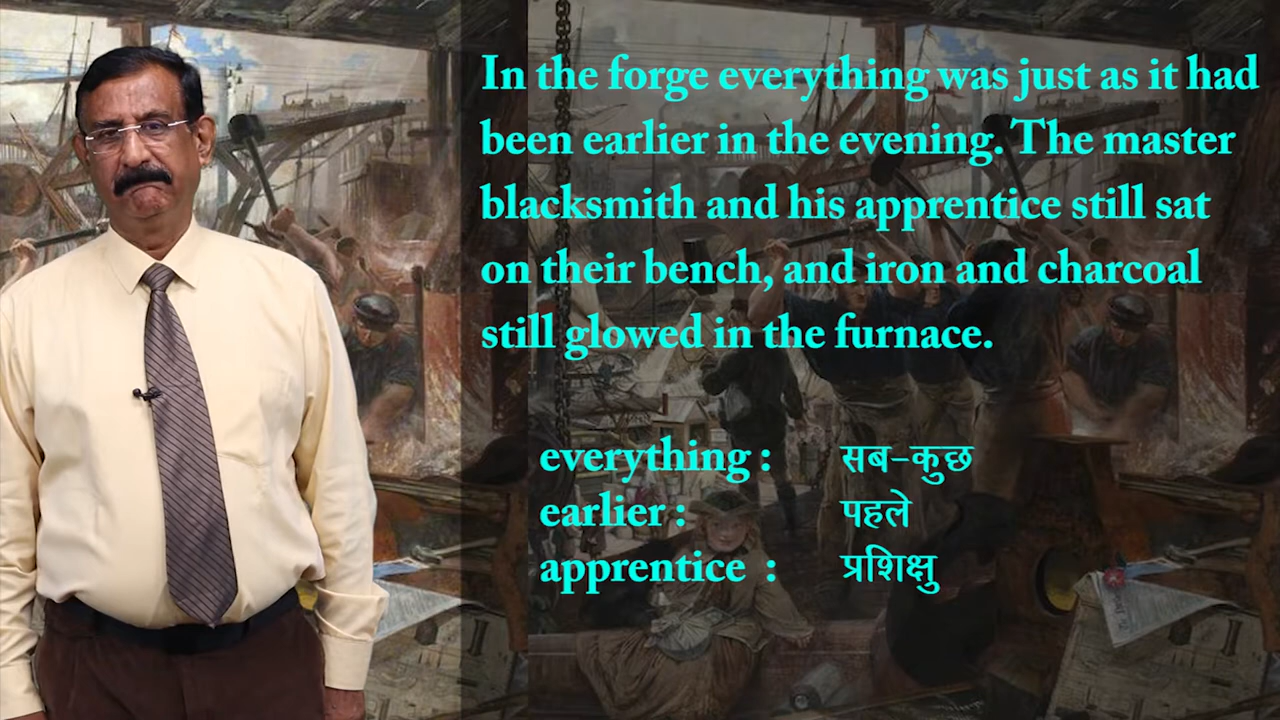 In the forge everything was just as it had
been earlier in the evening. The master
blacksmith and his apprentice still sat
on their bench, and iron and charcoal
still glowed in the furnace.
everything : सब-कुछ
earlier : पहले
apprentice : प्रशिक्षु